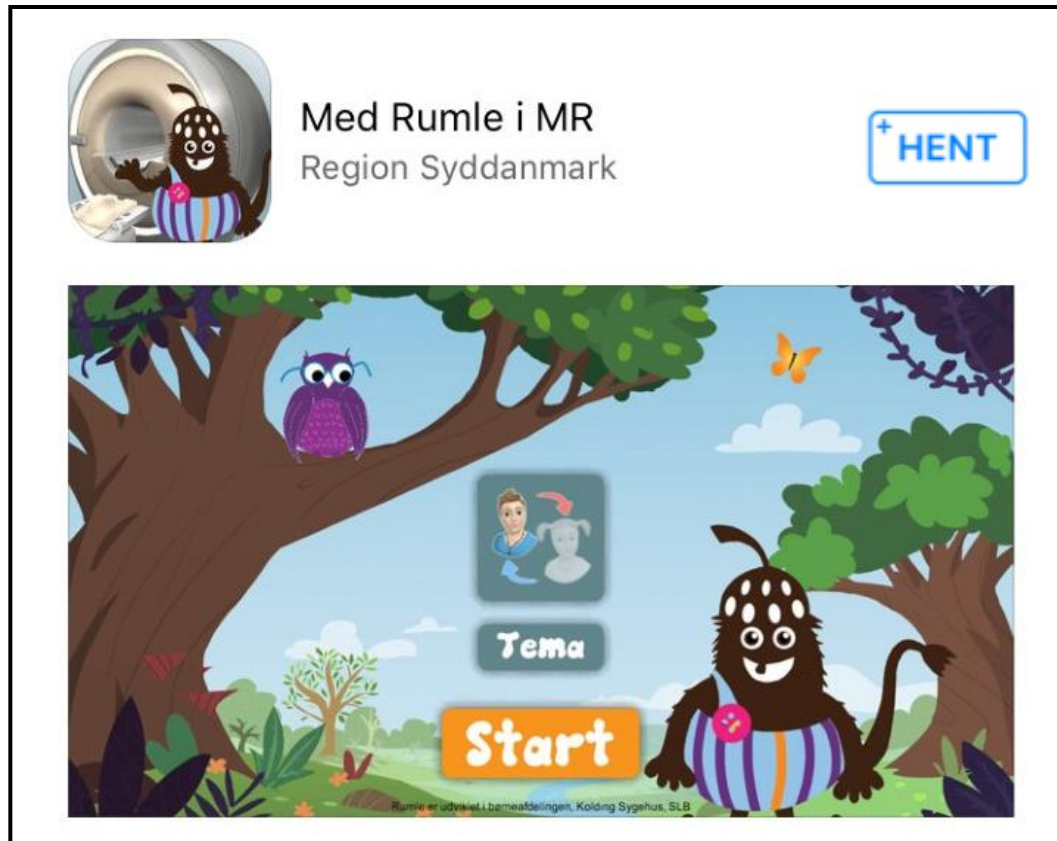 Med Rumle i MR
Region Syddanmark
+HENT
Tema
Start
Rumle er udviklet i børneafdelingen, Kolding Sygehus, SLB